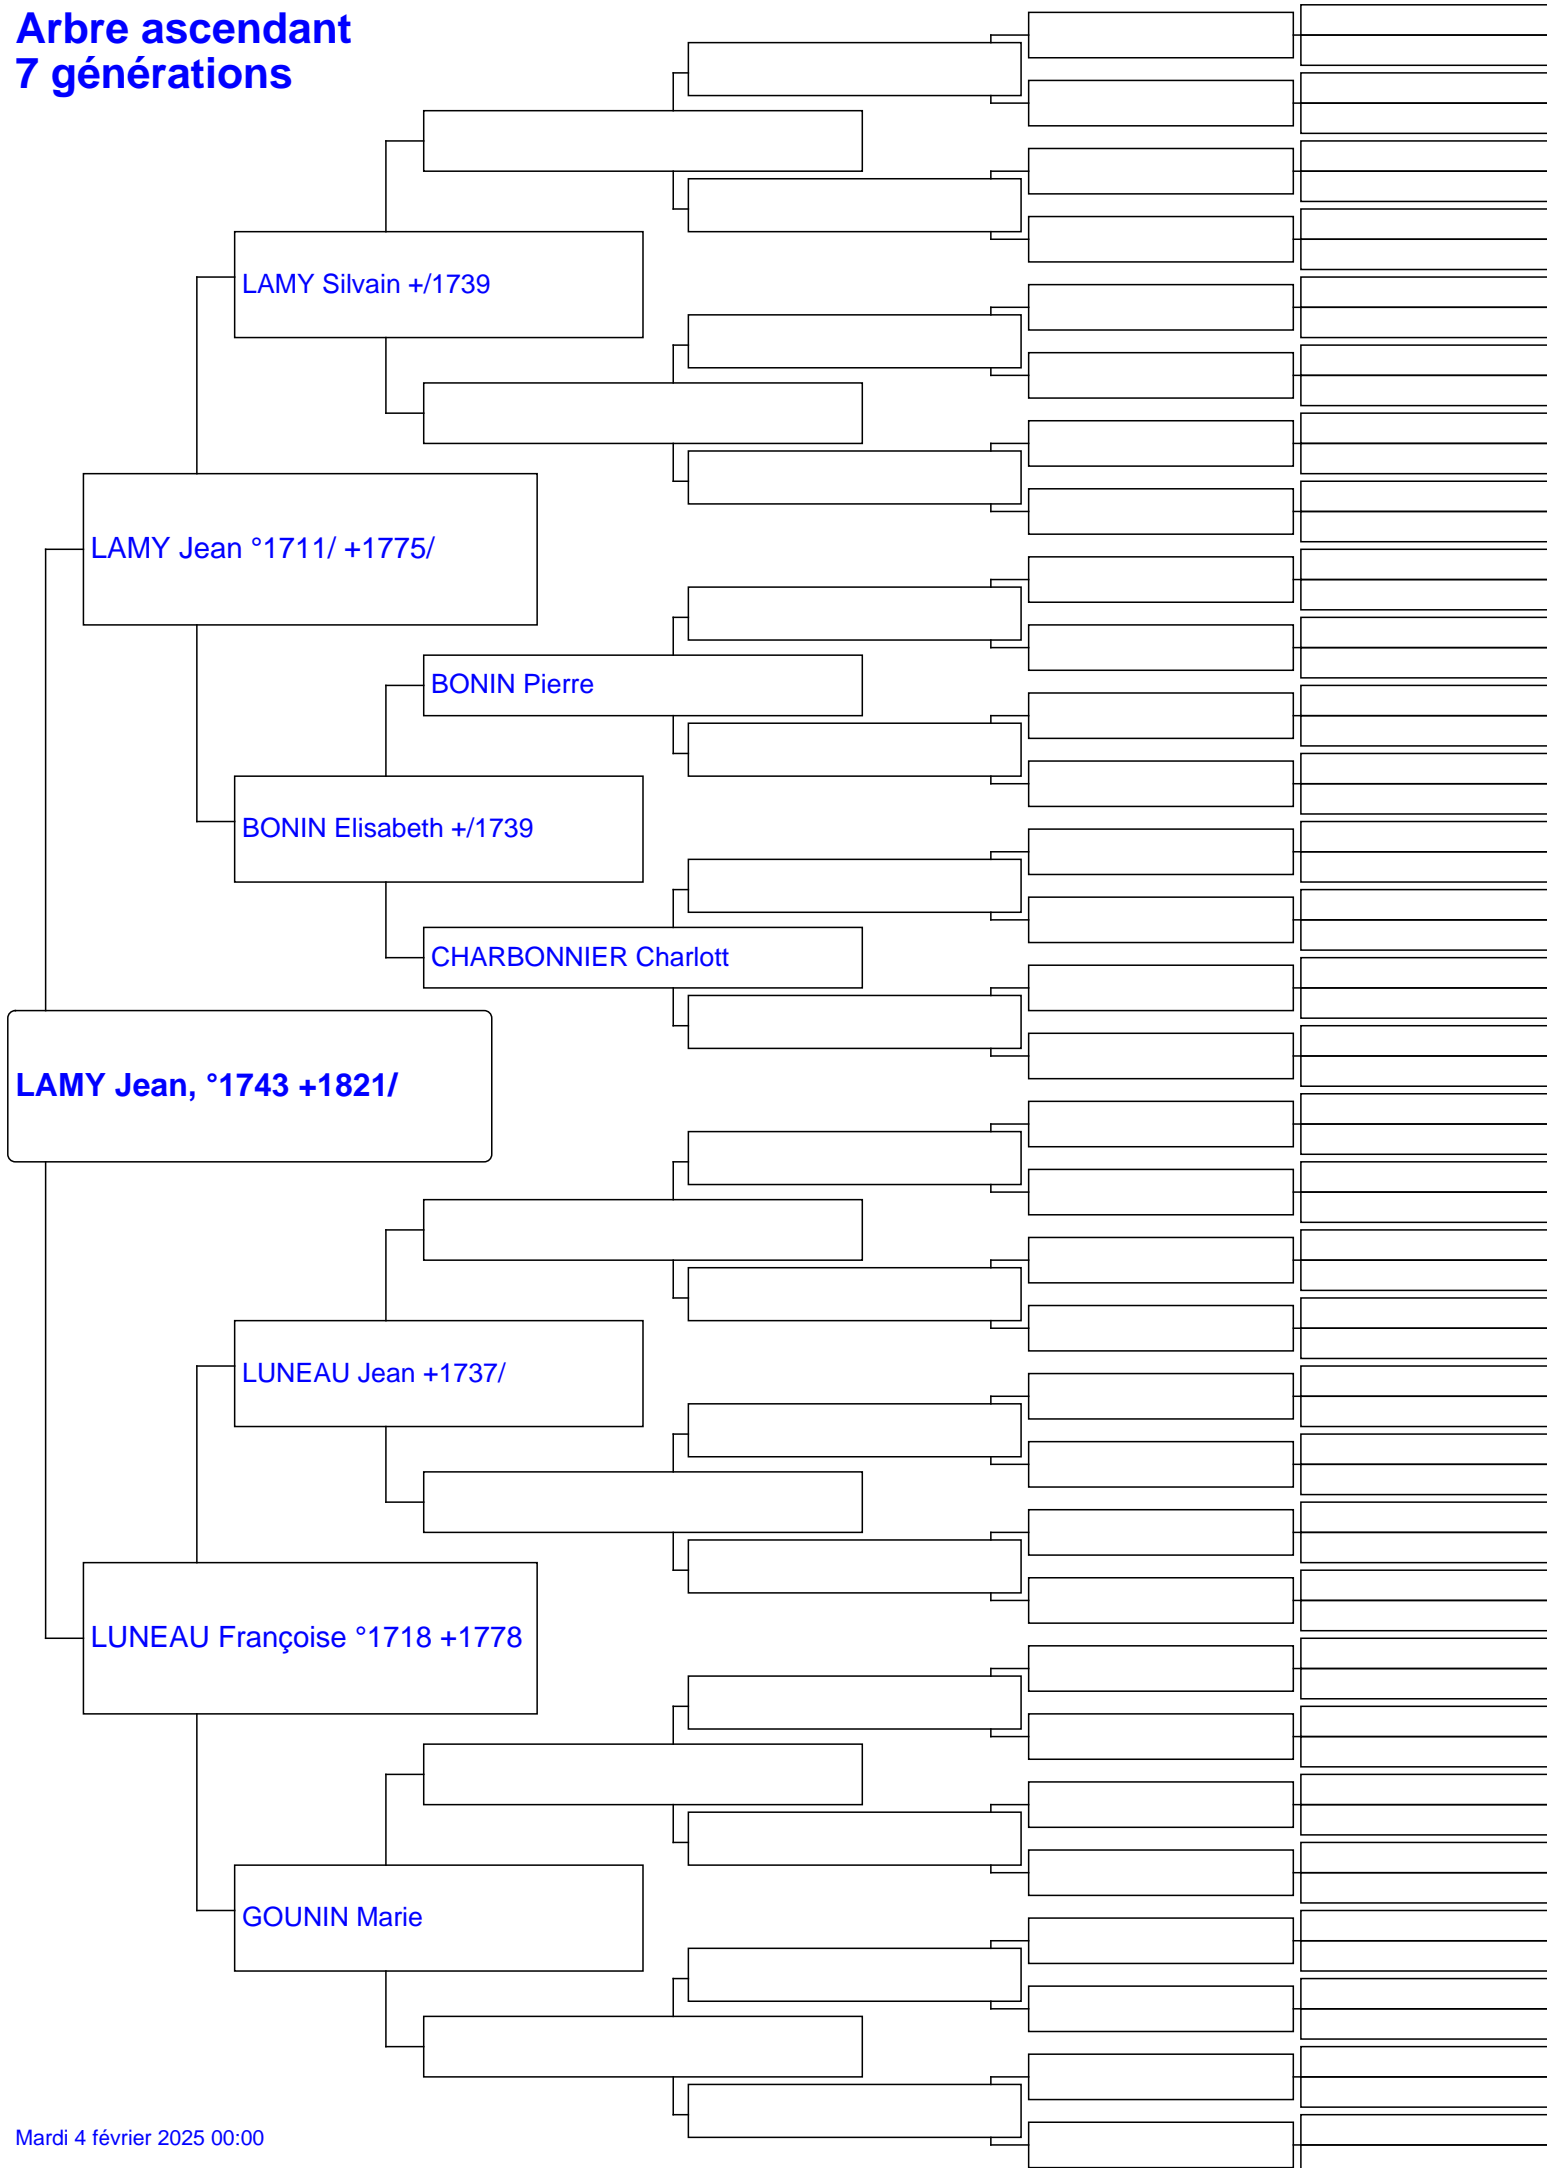 Arbre ascendant
7 générations
LAMY Silvain +/1739
LAMY Jean °1711/ +1775/
BONIN Pierre
BONIN Elisabeth +/1739
CHARBONNIER Charlott
LAMY Jean, °1743 +1821/
LUNEAU Jean +1737/
LUNEAU Françoise °1718 +1778
GOUNIN Marie
Mardi 4 février 2025 00:00